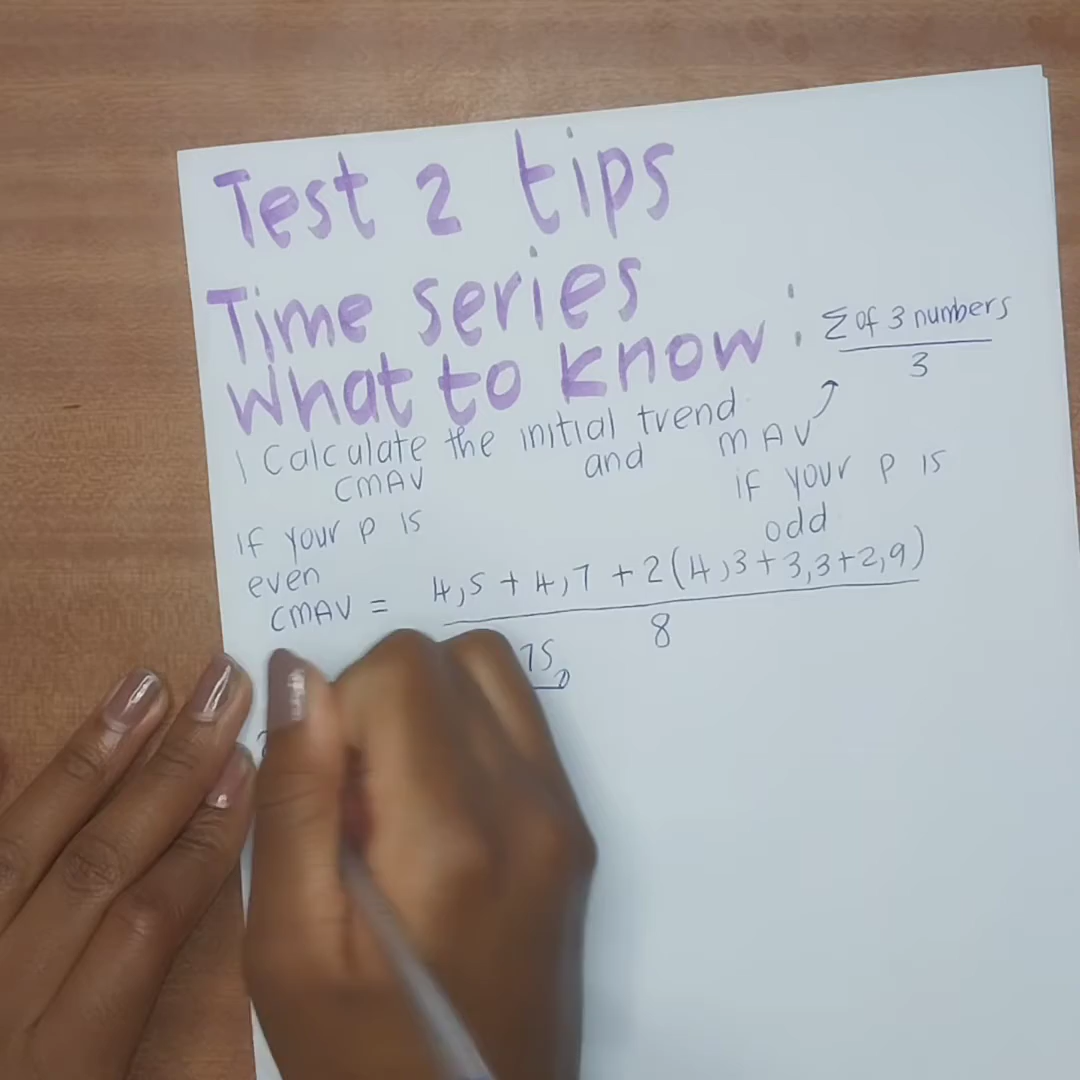 Test 2 tips
Time series
What to know :
Σ of 3 numbers
3
1 Calculate the initial trend
CMAV and MAV
if your p is
even
if your p is
odd
CMAV = 4,5 + 4,7 + 2(4,3+3,3+2,9)
8
75